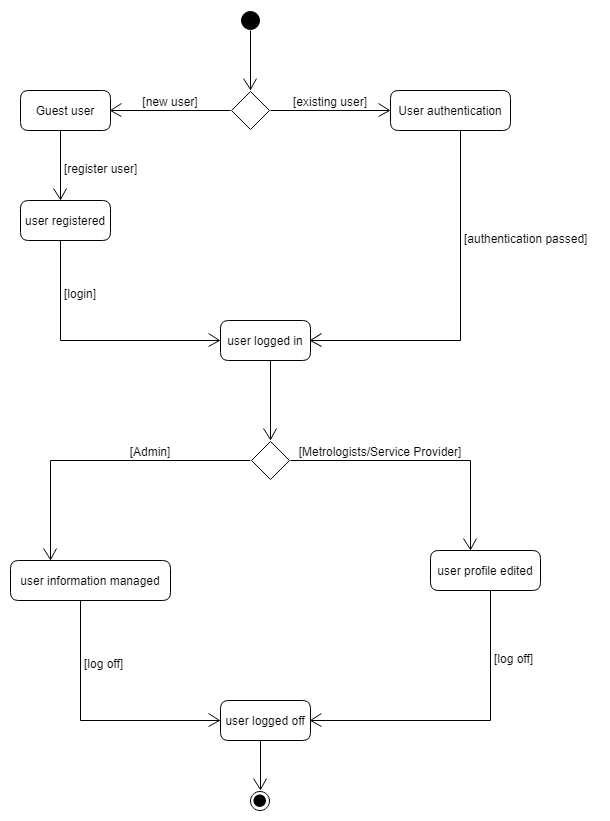 [new user]
[existing user]
Guest user
User authentication
[register user]
user registered
[authentication passed]
[login]
user logged in
[Admin]
[Metrologists/Service Provider]
user information managed
user profile edited
[log off]
[log off]
user logged off